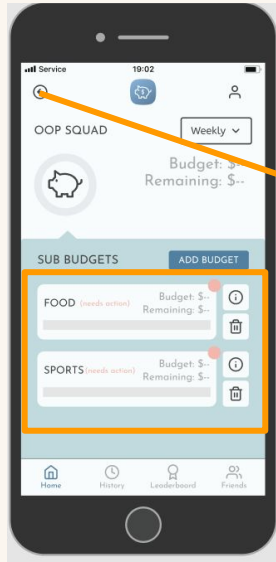 Service 19:02
OOP SQUAD
Weekly
Budget: $--
Remaining: $--
SUB BUDGETS
ADD BUDGET
FOOD (needs action)
Budget: $--
Remaining: $--
SPORTS (needs action)
Budget: $--
Remaining: $--
Home History Leaderboard Friends